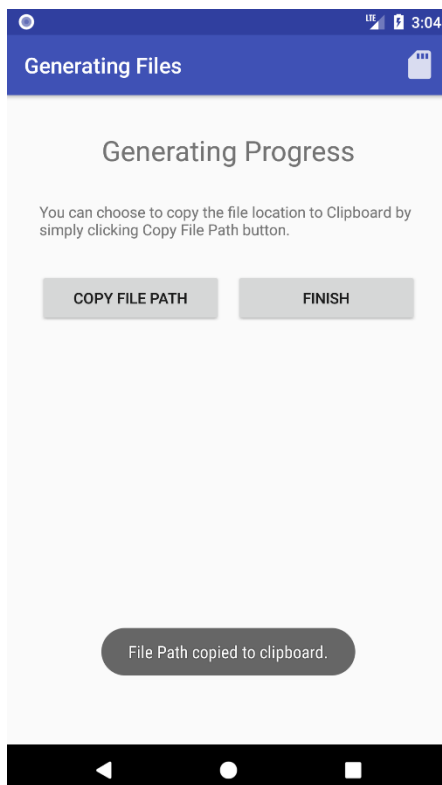 LTE 3:04
Generating Files
Generating Progress
You can choose to copy the file location to Clipboard by
simply clicking Copy File Path button.
COPY FILE PATH FINISH
File Path copied to clipboard.